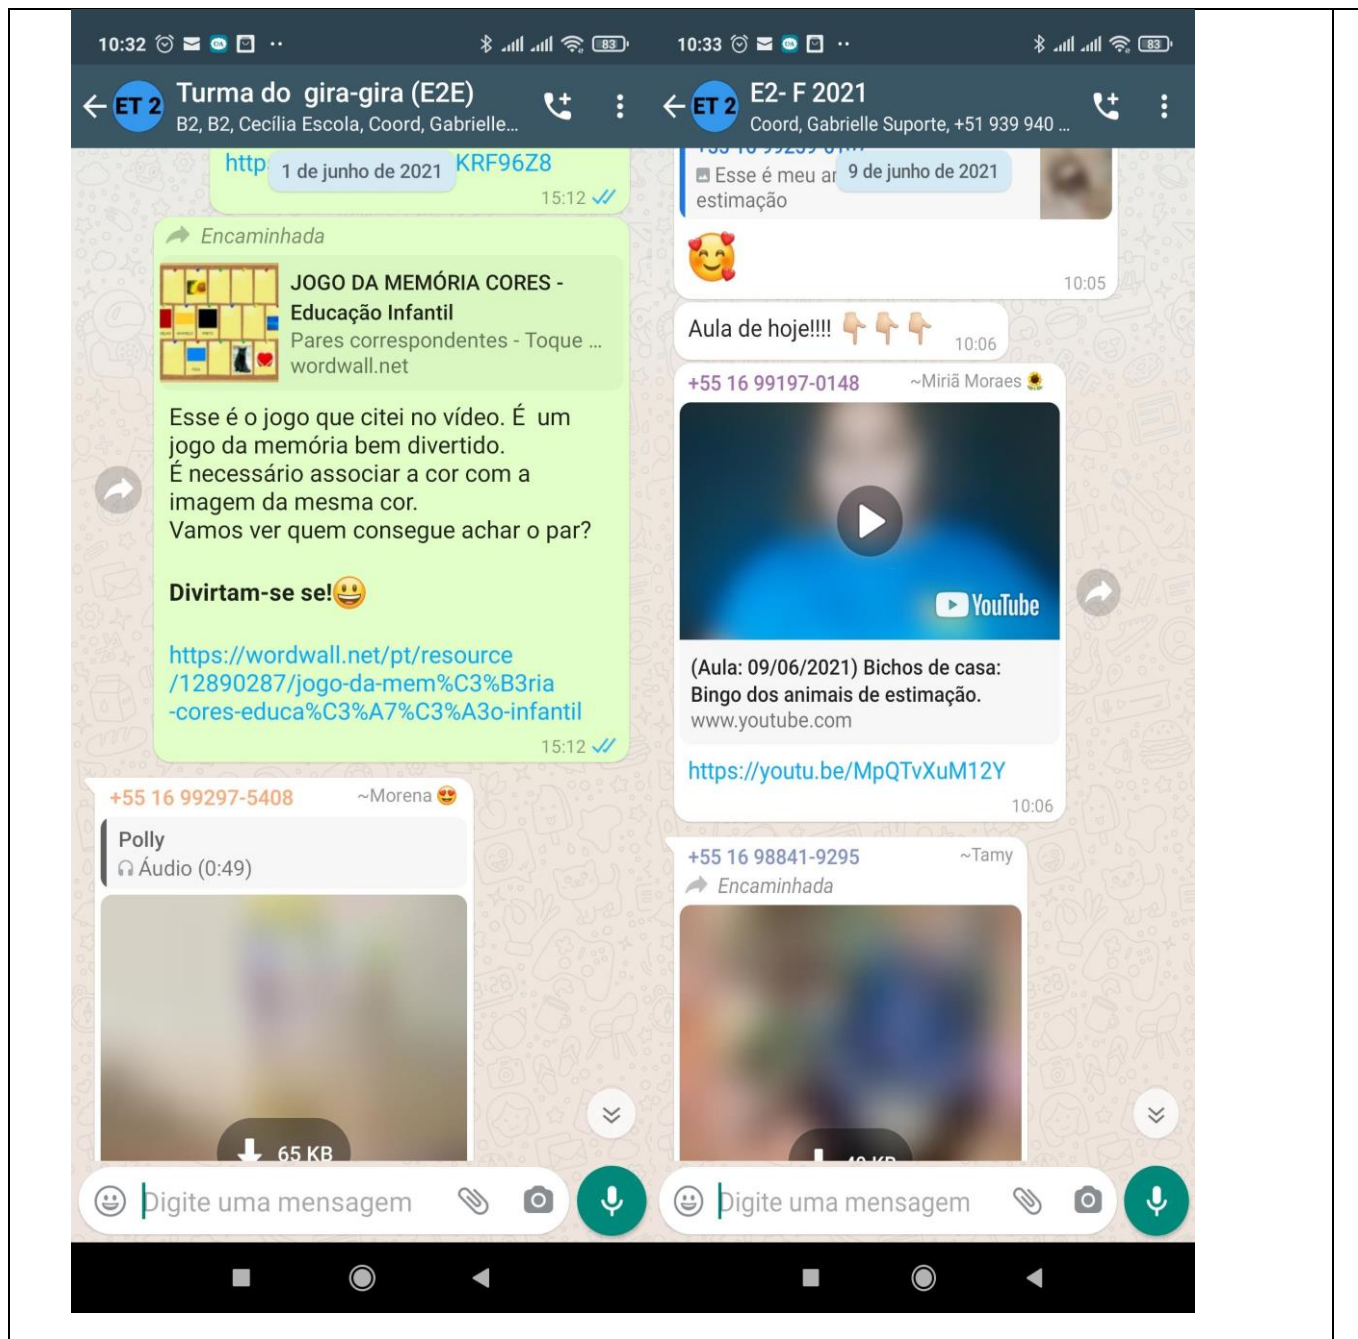 10:32
83
Turma do gira-gira (E2E)
ET 2
B2, B2, Cecília Escola, Coord, Gabrielle...
1 de junho de 2021
KRF96Z8
15:12
Encaminhada
JOGO DA MEMÓRIA CORES -
Educação Infantil
Pares correspondentes - Toque ...
wordwall.net
Esse é o jogo que citei no vídeo. É um
jogo da memória bem divertido.
É necessário associar a cor com a
imagem da mesma cor.
Vamos ver quem consegue achar o par?
Divirtam-se se!😃
https://wordwall.net/pt/resource
/12890287/jogo-da-mem%C3%B3ria
-cores-educa%C3%A7%C3%A3o-infantil
15:12
+55 16 99297-5408 ~Morena 😍
Polly
Áudio (0:49)
65 KB
Digite uma mensagem
10:33
83
E2- F 2021
ET 2
Coord, Gabrielle Suporte, +51 939 940 ...
9 de junho de 2021
Esse é meu
estimação
🥰
10:05
Aula de hoje!!!! 👇🏻👇🏻👇🏻
10:06
+55 16 99197-0148 ~Miriã Moraes 🌻
YouTube
(Aula: 09/06/2021) Bichos de casa:
Bingo dos animais de estimação.
www.youtube.com
https://youtu.be/MpQTvXuM12Y
10:06
+55 16 98841-9295 ~Tamy
Encaminhada
Digite uma mensagem